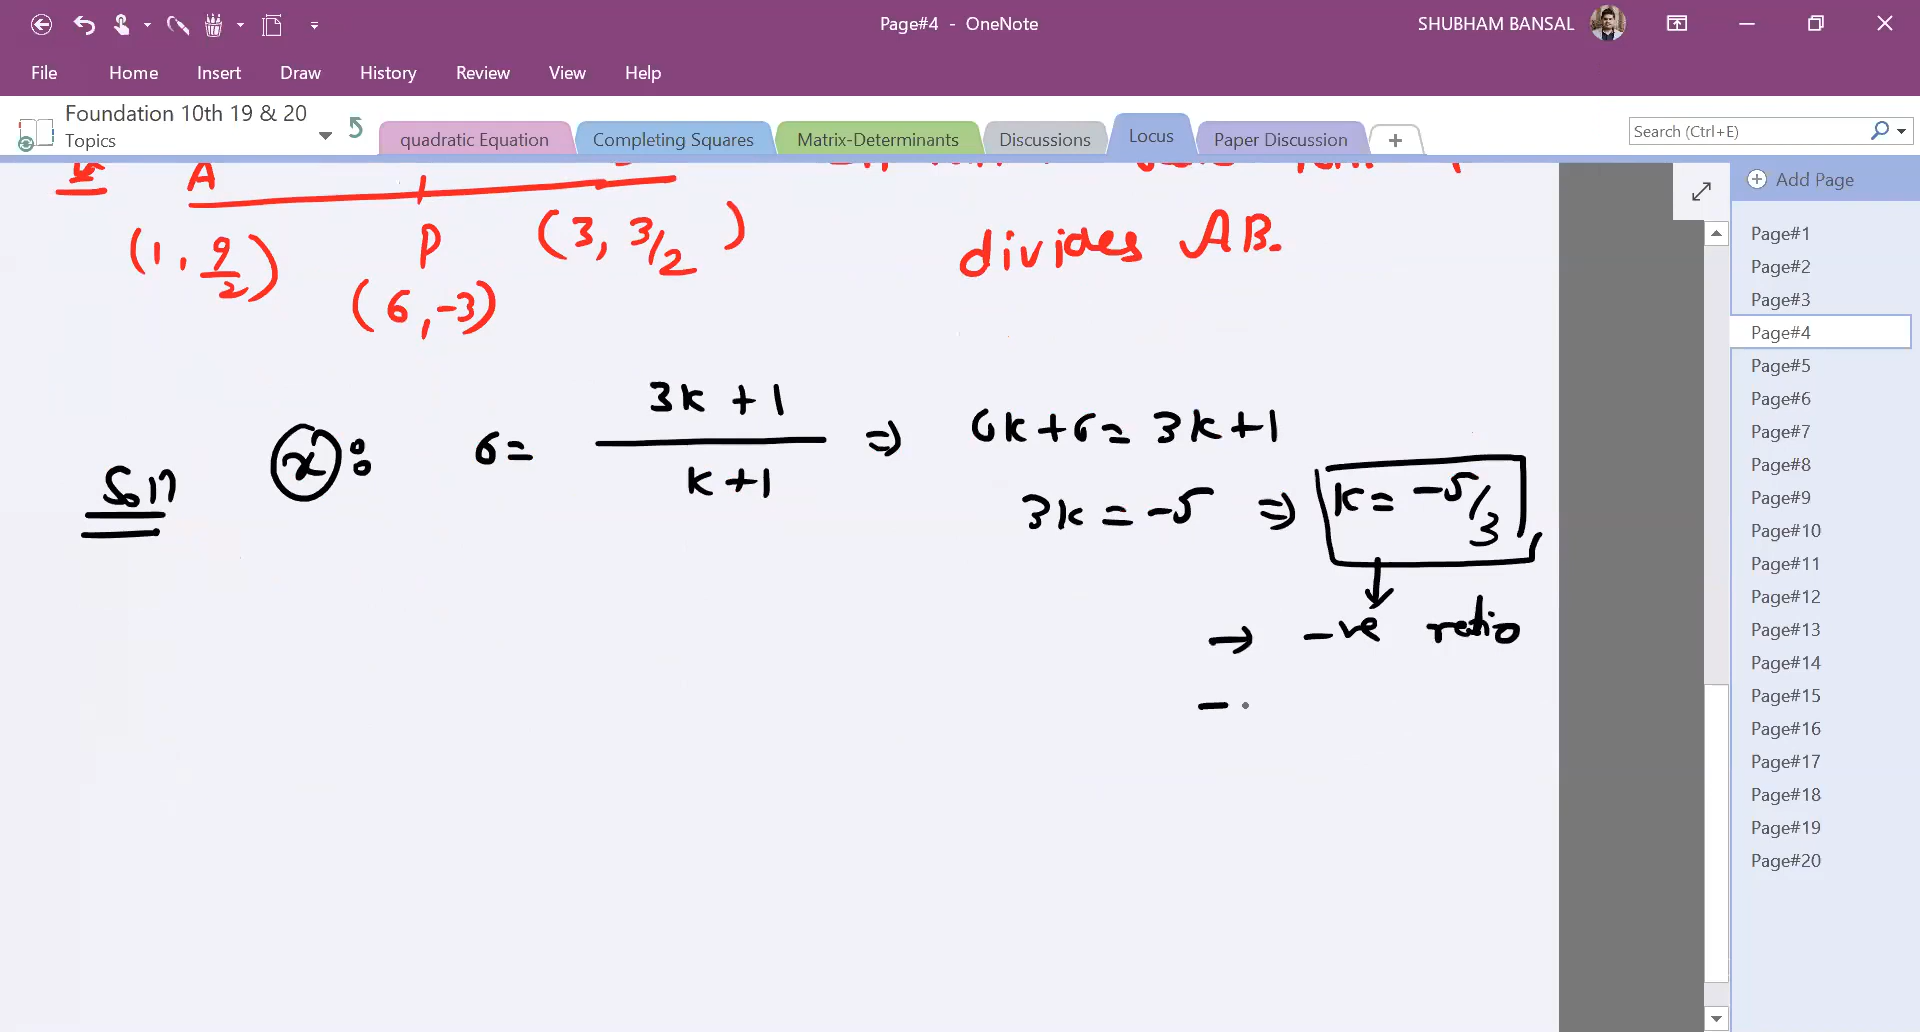 Page#4 - OneNote
SHUBHAM BANSAL
File Home Insert Draw History Review View Help
Foundation 10th 19 & 20
Topics
quadratic Equation Completing Squares Matrix-Determinants Discussions Locus Paper Discussion +
Search (Ctrl+E)
Add Page
Page#1
Page#2
Page#3
Page#4
Page#5
Page#6
Page#7
Page#8
Page#9
Page#10
Page#11
Page#12
Page#13
Page#14
Page#15
Page#16
Page#17
Page#18
Page#19
Page#20
A
(1, 9/2) P (3, 3/2) divides AB.
(6, -3)
Soln (x): 6 = (3k + 1)/(k + 1) ⇒ 6k + 6 = 3k + 1
3k = -5 ⇒ k = -5/3
↓
→ -ve ratio
-